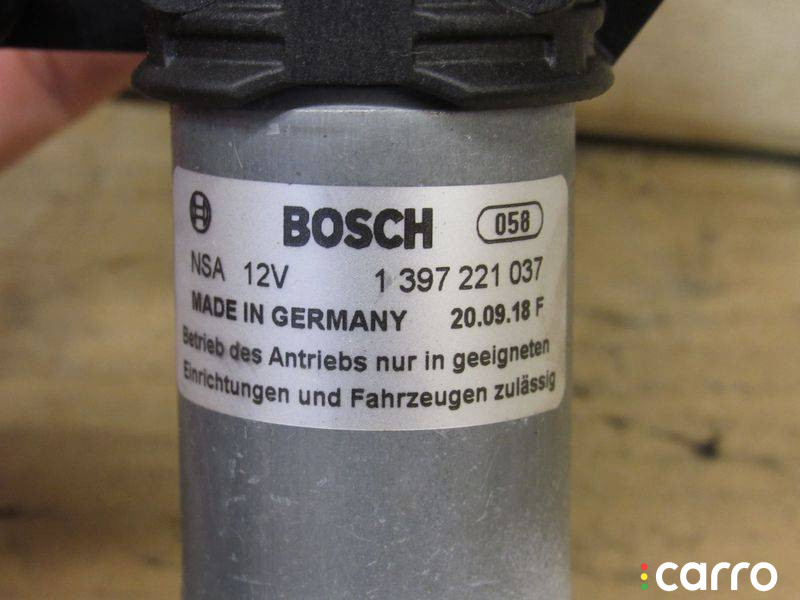 BOSCH 058
NSA 12V 1 397 221 037
MADE IN GERMANY 20.09.18 F
Betrieb des Antriebs nur in geeigneten
Einrichtungen und Fahrzeugen zulässig
carro